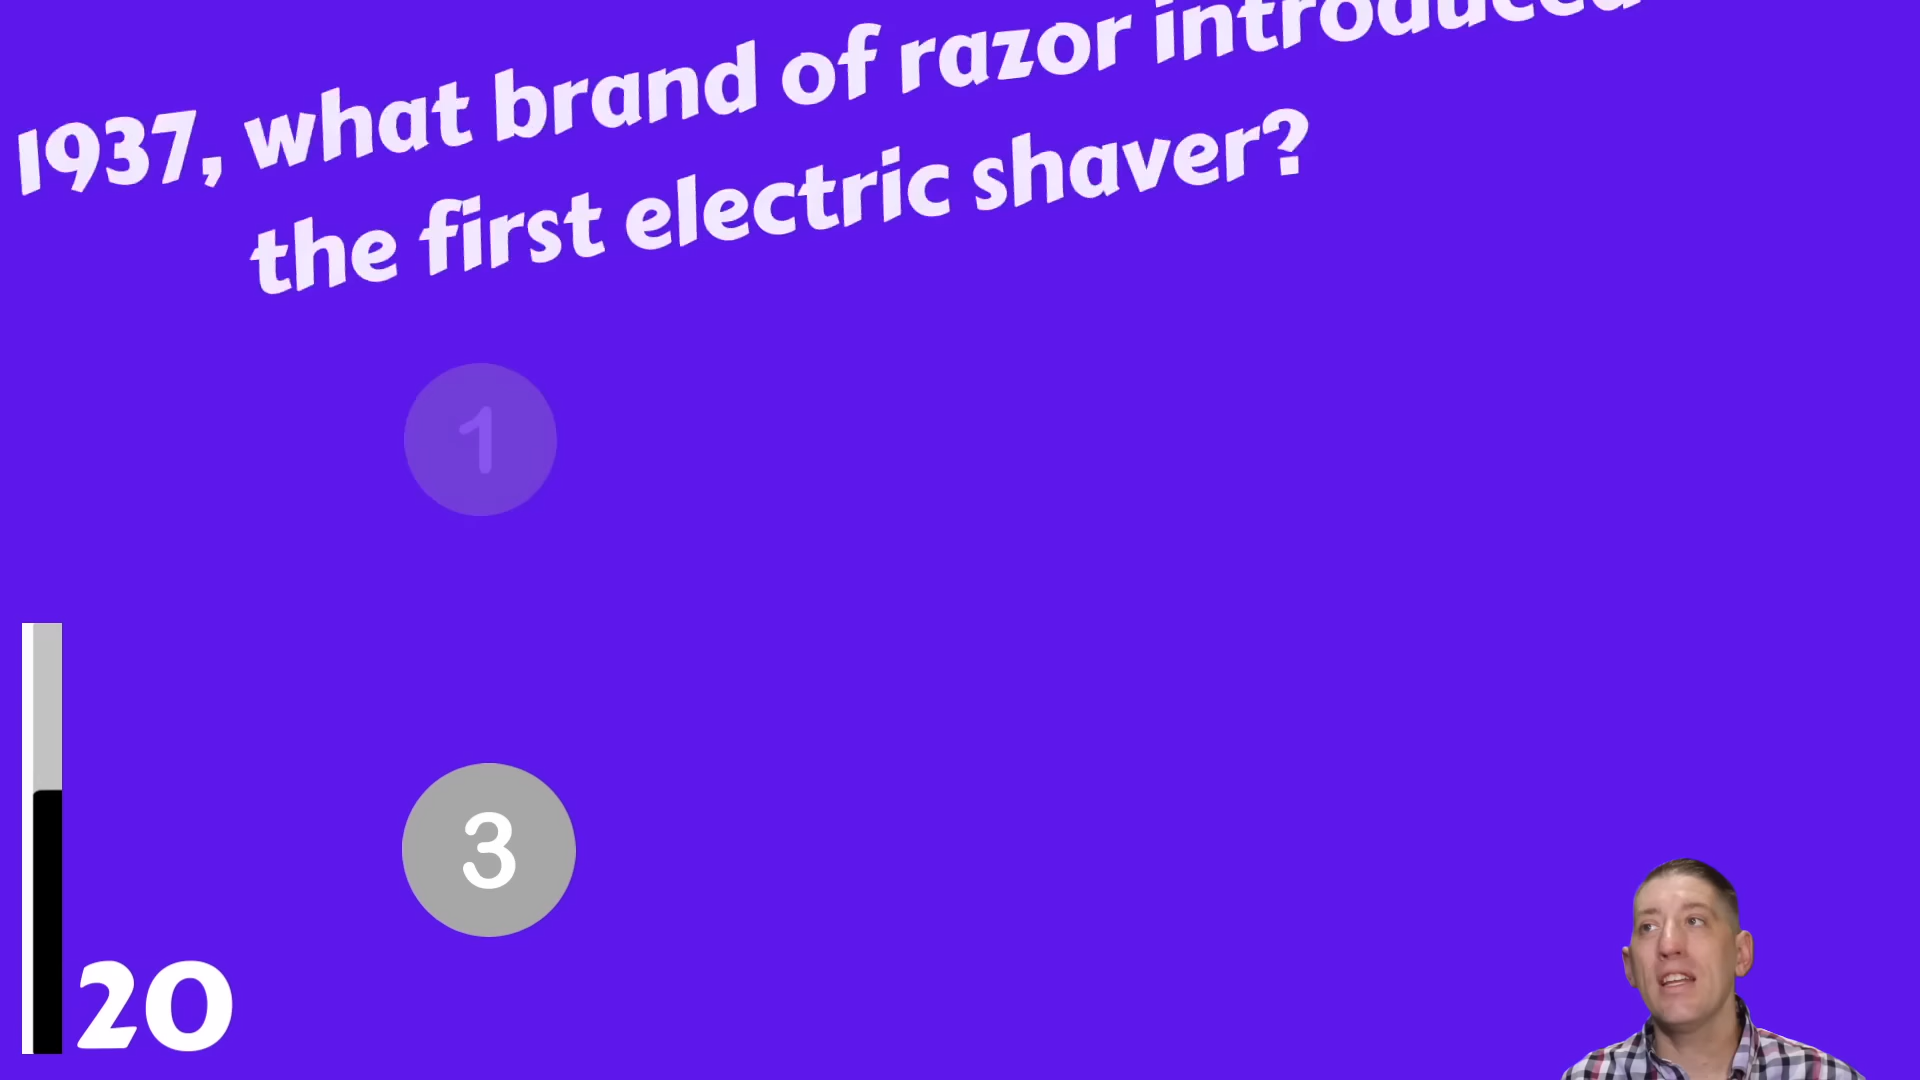 1937, what brand of razor introduced
the first electric shaver?
1
3
20